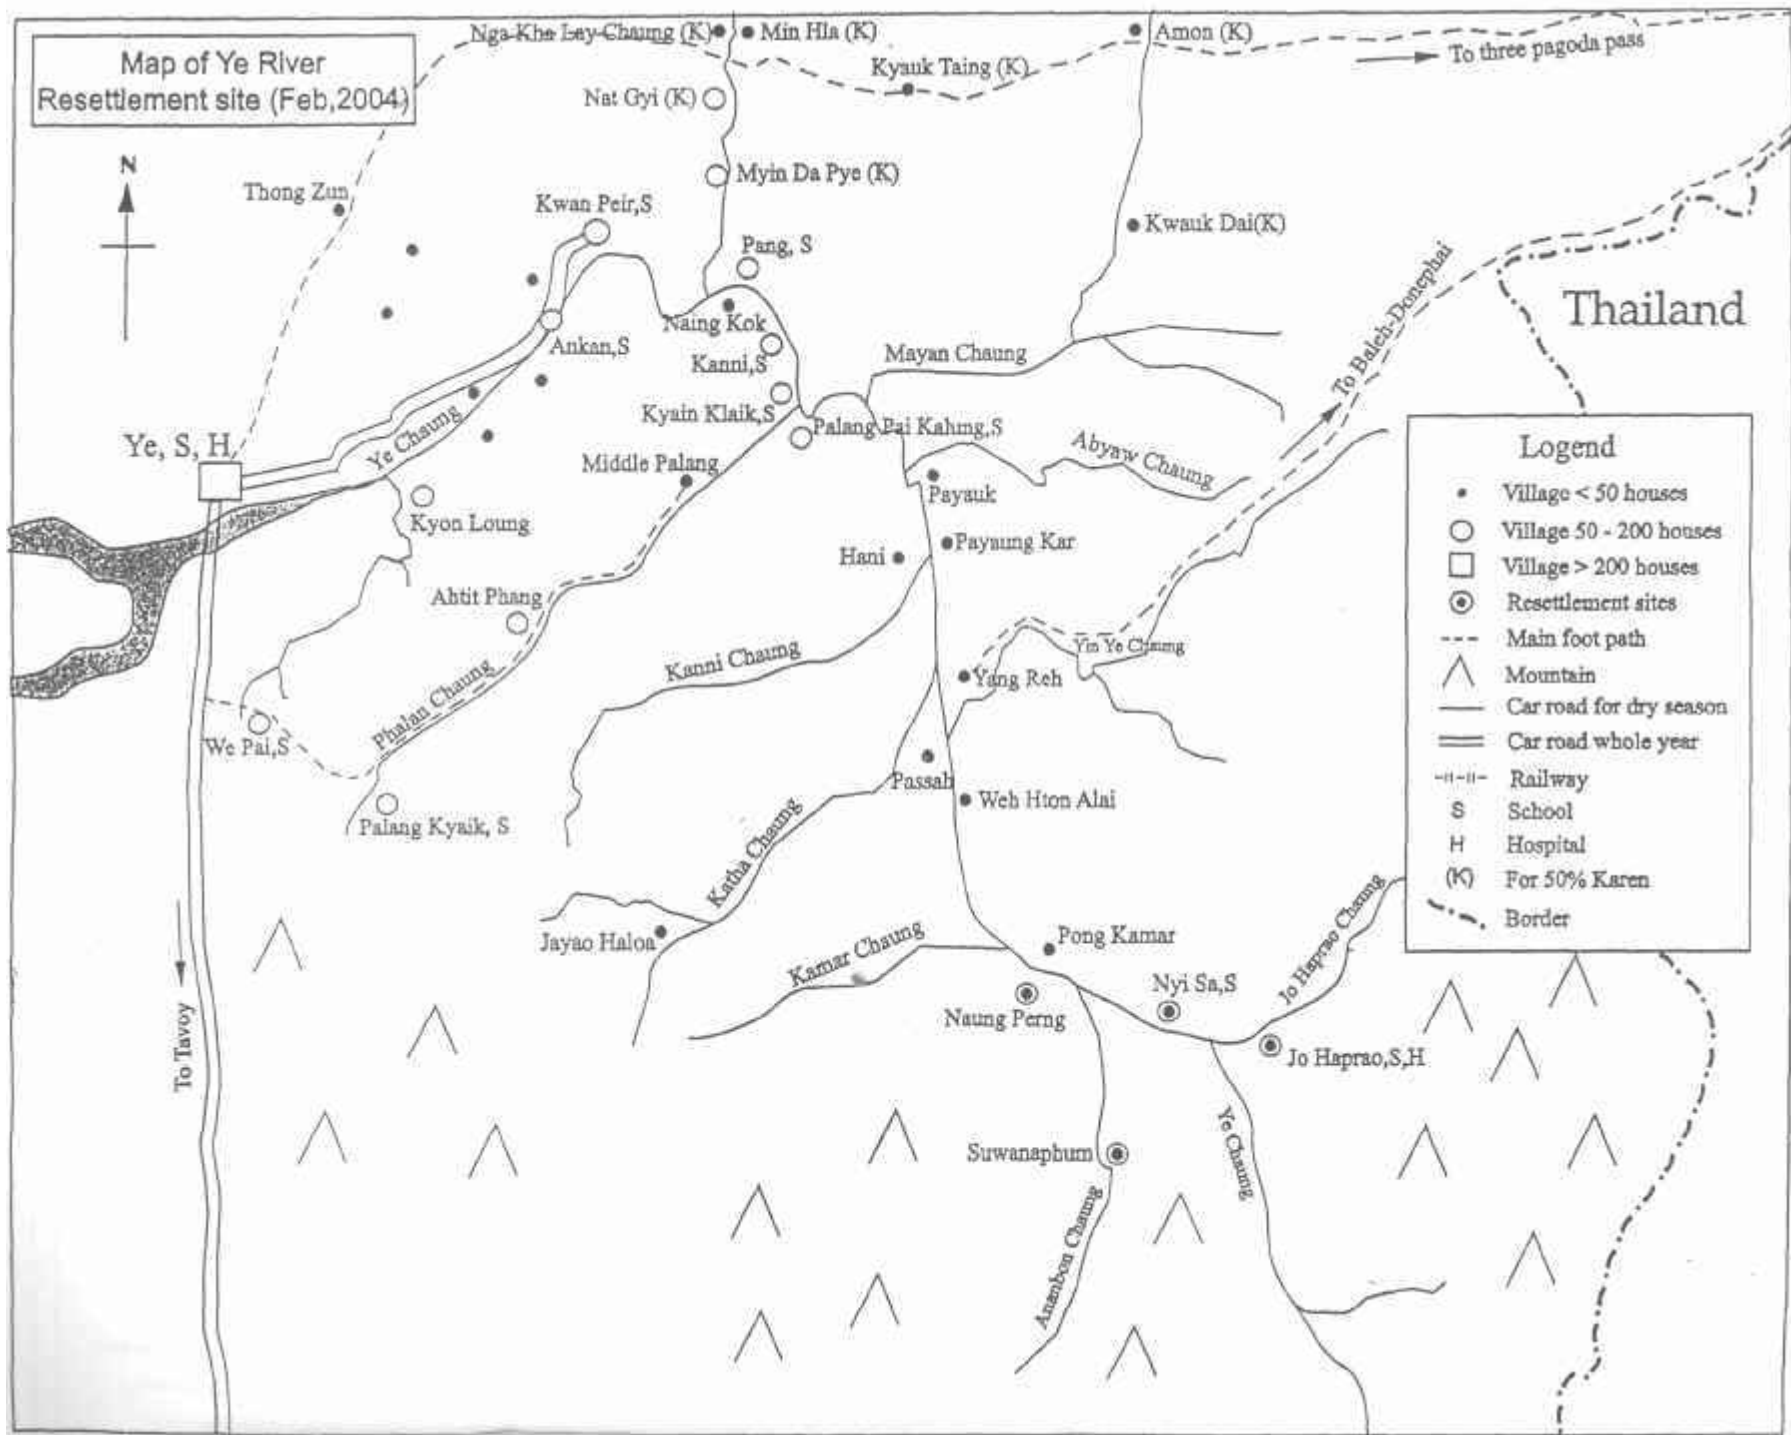 Map of Ye River
Resettlement site (Feb,2004)
N
Nga Khe Lay Chaung (K)
Min Hla (K)
Amon (K)
To three pagoda pass
Kyauk Taing (K)
Nat Gyi (K)
Myin Da Pye (K)
Thong Zun
Kwan Peir,S
Kwauk Dai(K)
Pang, S
To Baleh-Donephai
Thailand
Naing Kok
Ankan,S
Kanni,S
Mayan Chaung
Kyain Klaik,S
Palang Pai Kahmg,S
Ye Chaung
Ye, S, H
Middle Palang
Abyaw Chaung
Payauk
Kyon Loung
Hani
Payaung Kar
Ahtit Phang
Yin Ye Chaung
Kanni Chaung
Yang Reh
Phalan Chaung
We Pai,S
Passah
Weh Hton Alai
Palang Kyaik, S
Katha Chaung
Jayao Haloa
Kamar Chaung
Pong Kamar
Jo Haprao Chaung
Nyi Sa,S
Naung Perng
Jo Haprao,S,H
To Tavoy
Suwanaphum
Ye Chaung
Ananbon Chaung
Legend
Village < 50 houses
Village 50 - 200 houses
Village > 200 houses
Resettlement sites
Main foot path
Mountain
Car road for dry season
Car road whole year
Railway
S School
H Hospital
(K) For 50% Karen
Border